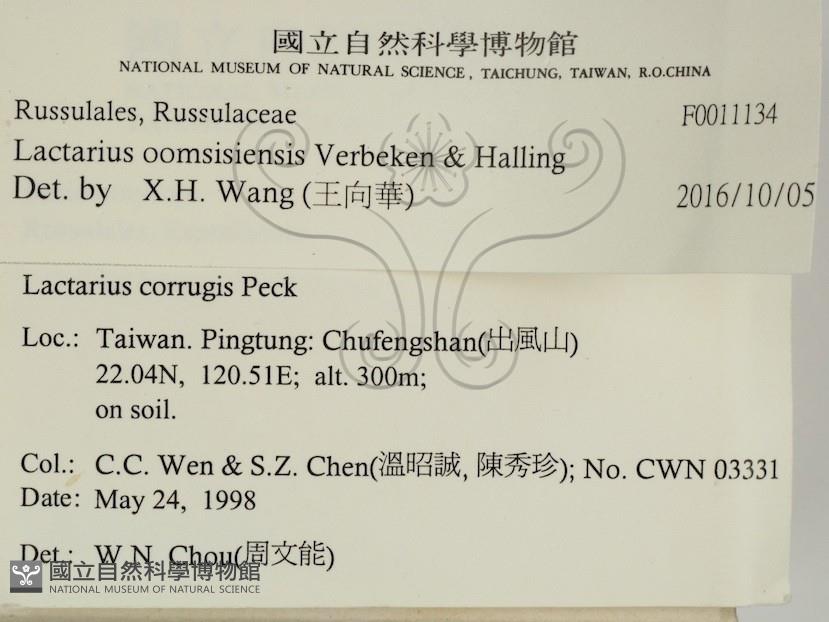 國立自然科學博物館
NATIONAL MUSEUM OF NATURAL SCIENCE, TAICHUNG, TAIWAN, R.O.CHINA
Russulales, Russulaceae F0011134
Lactarius oomsisiensis Verbeken & Halling
Det. by X.H. Wang (王向華) 2016/10/05
Lactarius corrugis Peck
Loc.: Taiwan. Pingtung: Chufengshan(出風山)
22.04N, 120.51E; alt. 300m;
on soil.
Col.: C.C. Wen & S.Z. Chen(溫昭誠, 陳秀珍); No. CWN 03331
Date: May 24, 1998
Det.: W.N. Chou(周文能)
國立自然科學博物館
NATIONAL MUSEUM OF NATURAL SCIENCE